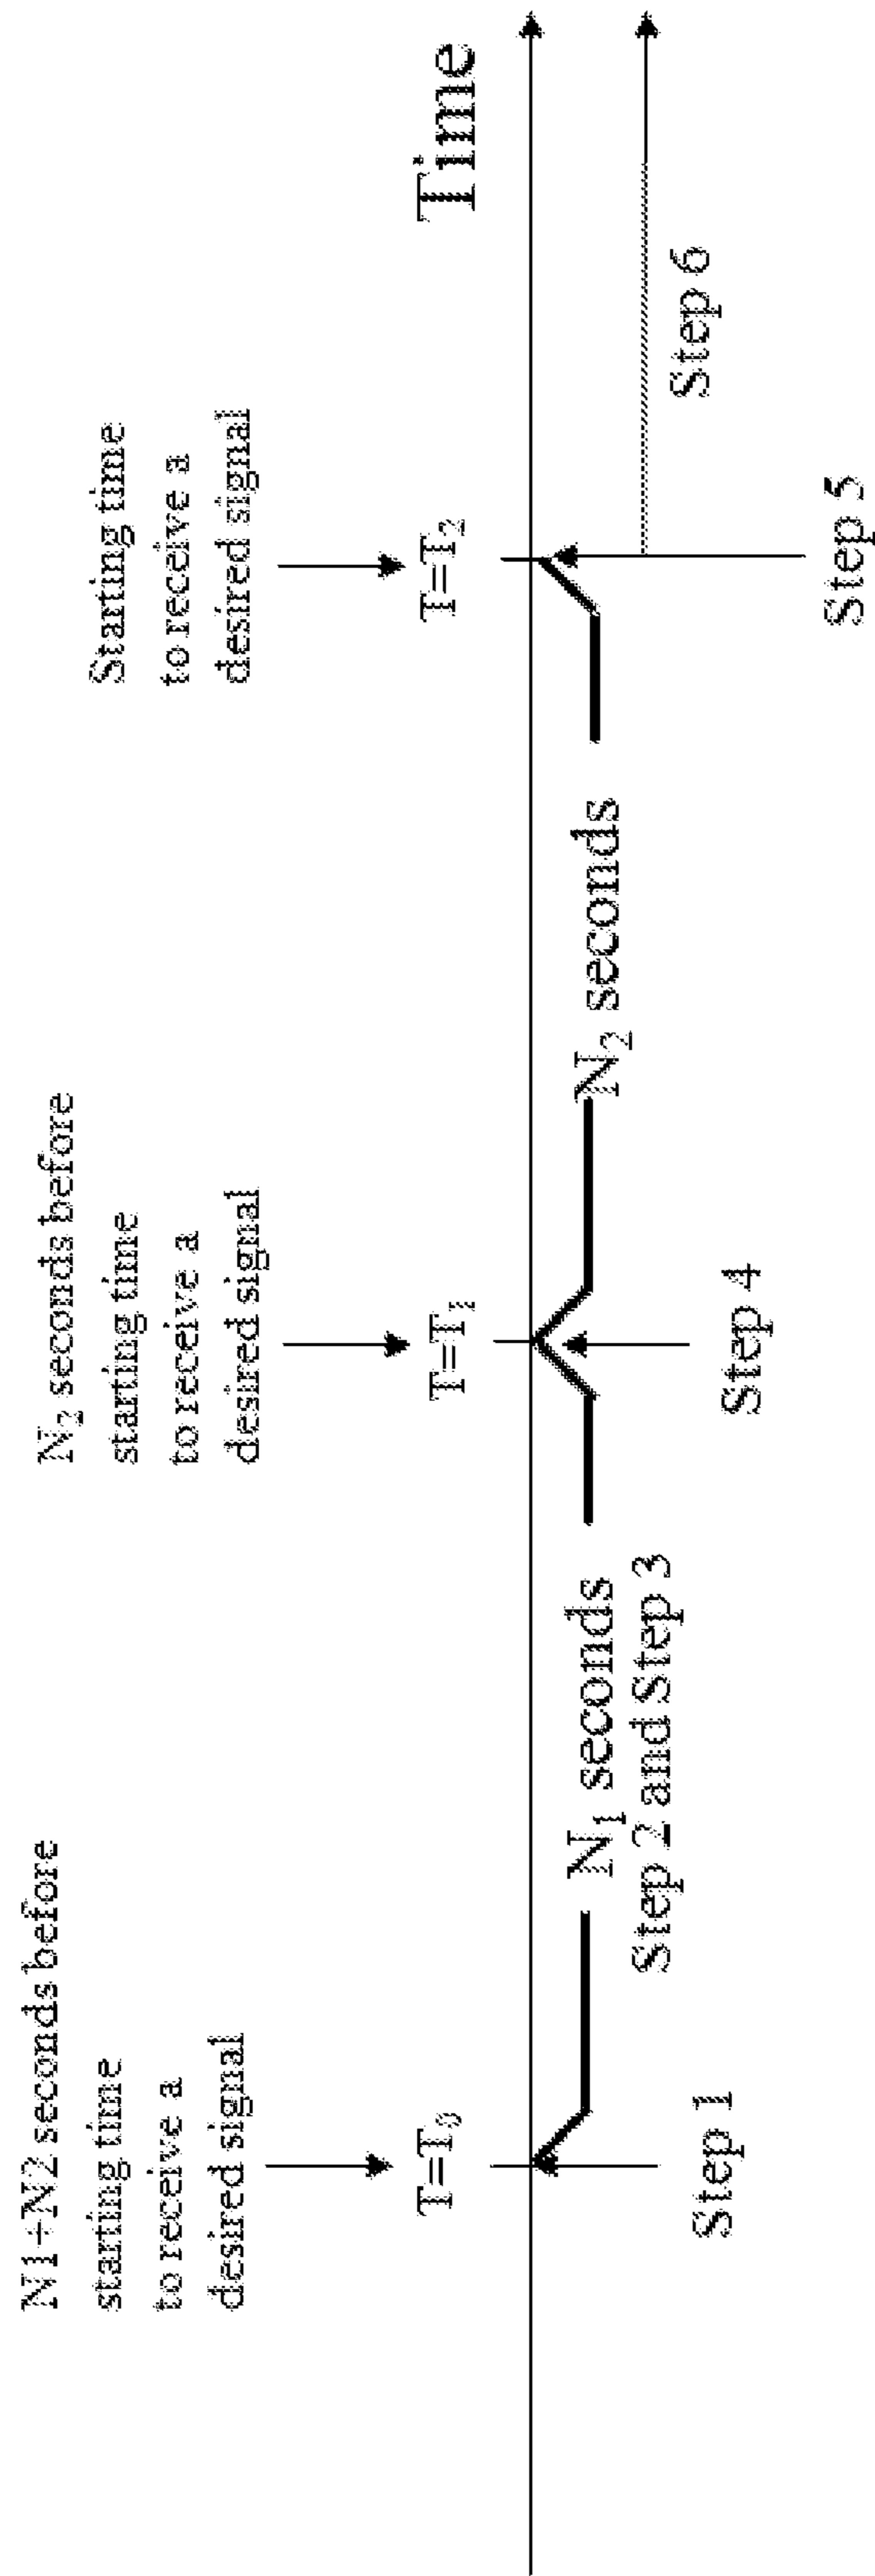 N1+N2 seconds before
starting time
to receive a
desired signal
N₂ seconds before
starting time
to receive a
desired signal
Starting time
to receive a
desired signal
T=T₀
T=T₁
T=T₂
Time
N₁ seconds
Step 2 and Step 3
N₂ seconds
Step 1
Step 4
Step 5
Step 6